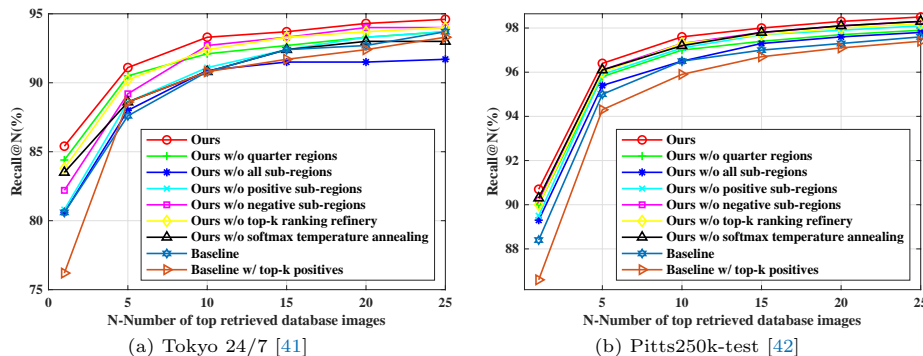 95
90
85
80
75
Recall@N(%)
Ours
Ours w/o quarter regions
Ours w/o all sub-regions
Ours w/o positive sub-regions
Ours w/o negative sub-regions
Ours w/o top-k ranking refinery
Ours w/o softmax temperature annealing
Baseline
Baseline w/ top-k positives
0 5 10 15 20 25
N-Number of top retrieved database images
(a) Tokyo 24/7 [41]
98
96
94
92
90
88
Recall@N(%)
Ours
Ours w/o quarter regions
Ours w/o all sub-regions
Ours w/o positive sub-regions
Ours w/o negative sub-regions
Ours w/o top-k ranking refinery
Ours w/o softmax temperature annealing
Baseline
Baseline w/ top-k positives
5 10 15 20 25
N-Number of top retrieved database images
(b) Pitts250k-test [42]